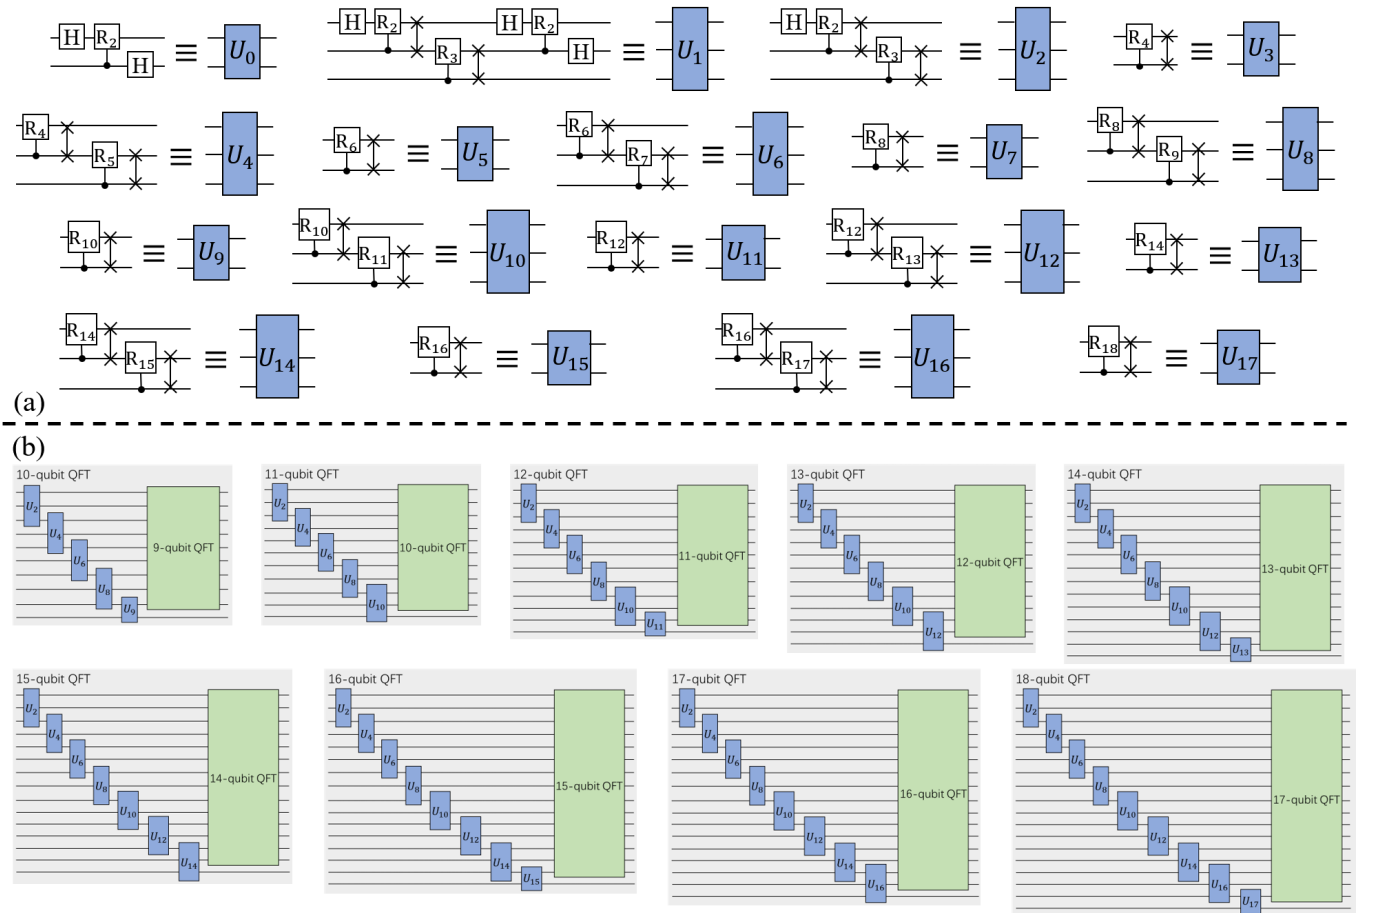 H R₂ H ≡ U₀
H R₂ R₃ H R₂ H ≡ U₁
H R₂ R₃ ≡ U₂
R₄ ≡ U₃
R₄ R₅ ≡ U₄
R₆ ≡ U₅
R₆ R₇ ≡ U₆
R₈ ≡ U₇
R₈ R₉ ≡ U₈
R₁₀ ≡ U₉
R₁₀ R₁₁ ≡ U₁₀
R₁₂ ≡ U₁₁
R₁₂ R₁₃ ≡ U₁₂
R₁₄ ≡ U₁₃
R₁₄ R₁₅ ≡ U₁₄
R₁₆ ≡ U₁₅
R₁₆ R₁₇ ≡ U₁₆
R₁₈ ≡ U₁₇
(a)
(b)
10-qubit QFT
U₂
U₄
U₆
U₈
U₉
9-qubit QFT
11-qubit QFT
U₂
U₄
U₆
U₈
U₁₀
10-qubit QFT
12-qubit QFT
U₂
U₄
U₆
U₈
U₁₀
U₁₁
11-qubit QFT
13-qubit QFT
U₂
U₄
U₆
U₈
U₁₀
U₁₂
12-qubit QFT
14-qubit QFT
U₂
U₄
U₆
U₈
U₁₀
U₁₂
U₁₃
13-qubit QFT
15-qubit QFT
U₂
U₄
U₆
U₈
U₁₀
U₁₂
U₁₄
14-qubit QFT
16-qubit QFT
U₂
U₄
U₆
U₈
U₁₀
U₁₂
U₁₄
U₁₅
15-qubit QFT
17-qubit QFT
U₂
U₄
U₆
U₈
U₁₀
U₁₂
U₁₄
U₁₆
16-qubit QFT
18-qubit QFT
U₂
U₄
U₆
U₈
U₁₀
U₁₂
U₁₄
U₁₆
U₁₇
17-qubit QFT